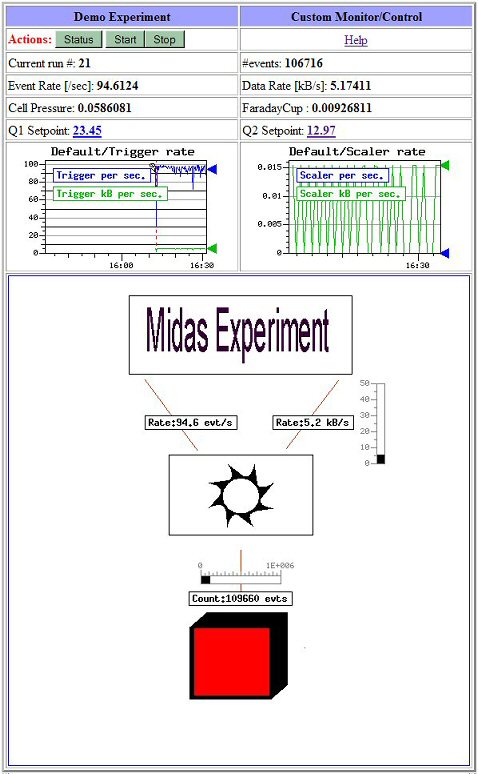 Demo Experiment
Custom Monitor/Control
Actions: Status Start Stop
Help
Current run #: 21
#events: 106716
Event Rate [/sec]: 94.6124
Data Rate [kB/s]: 5.17411
Cell Pressure: 0.0586081
FaradayCup : 0.00926811
Q1 Setpoint: 23.45
Q2 Setpoint: 12.97
Default/Trigger rate
100
80
60
40
20
0
Trigger per sec.
Trigger kB per sec.
16:00 16:30
Default/Scaler rate
0.015
0.01
0.005
0
Scaler per sec.
Scaler kB per sec.
16:30
Midas Experiment
Rate:94.6 evt/s
Rate:5.2 kB/s
50
40
30
20
10
0
0 1E+006
Count:109660 evts